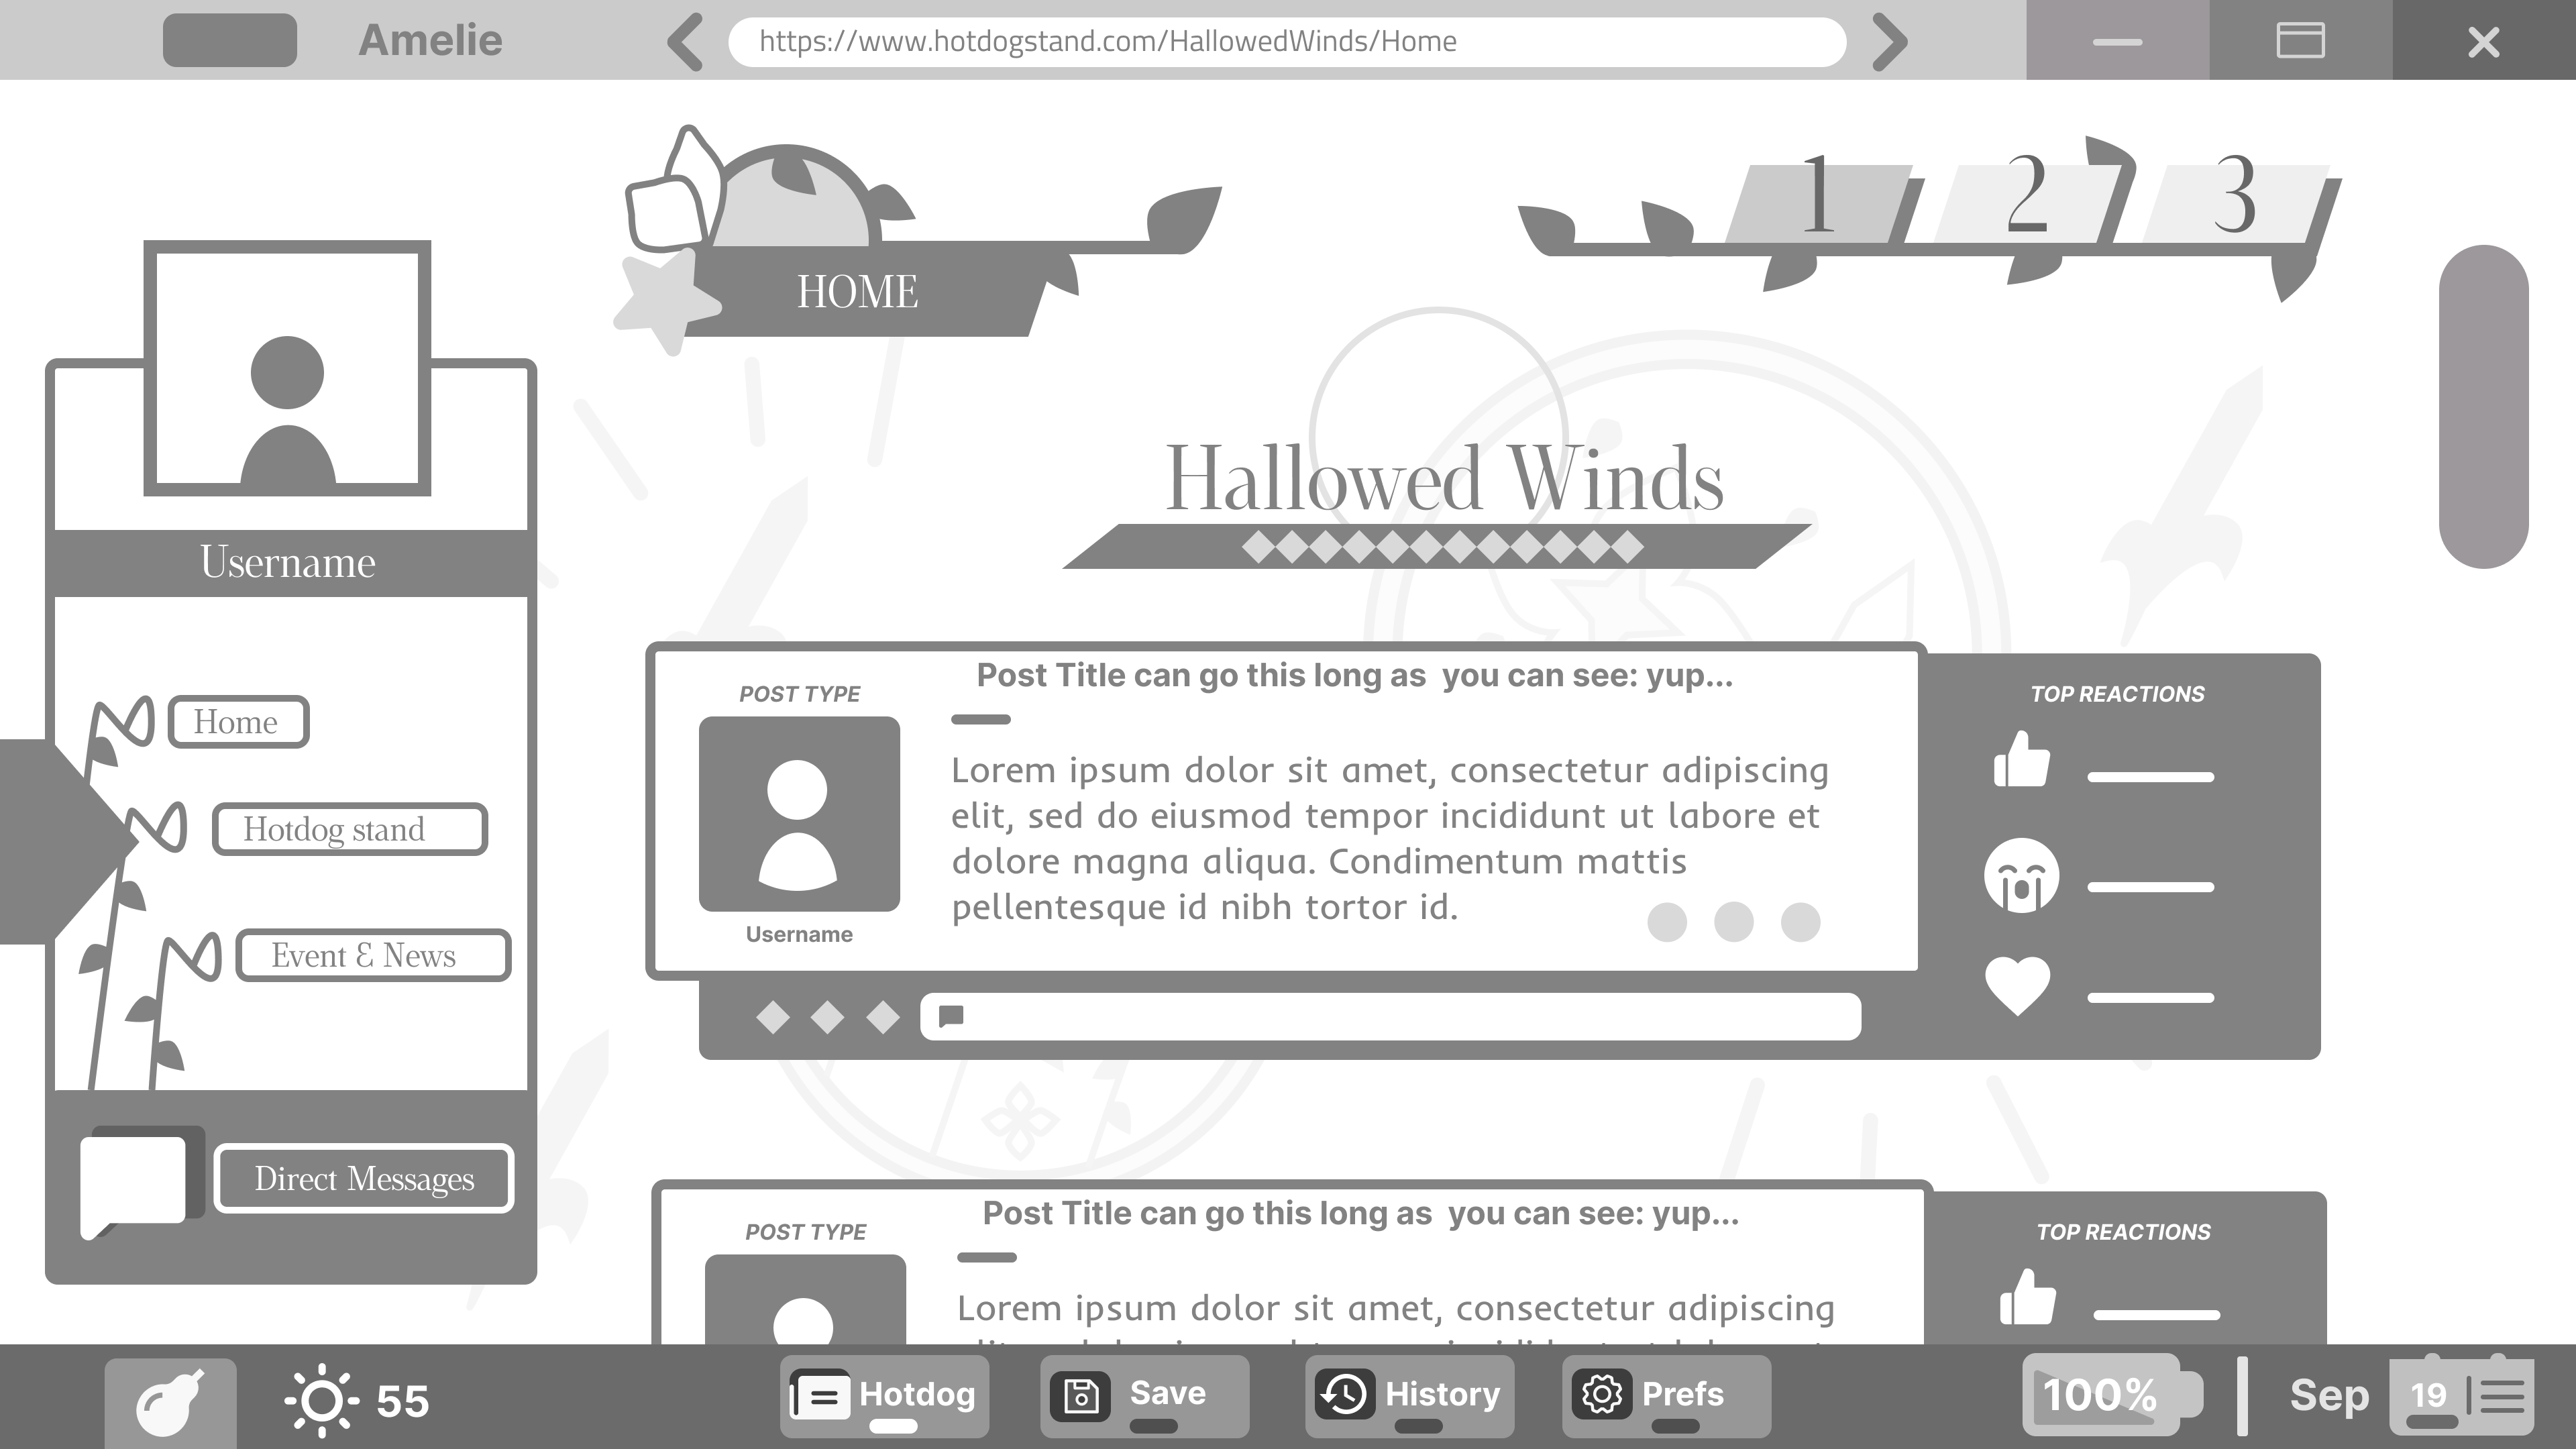 Amelie
https://www.hotdogstand.com/HallowedWinds/Home
1 2 3
HOME
Hallowed Winds
Username
Home
Hotdog stand
Event & News
Direct Messages
POST TYPE
Username
Post Title can go this long as  you can see: yup...
Lorem ipsum dolor sit amet, consectetur adipiscing
elit, sed do eiusmod tempor incididunt ut labore et
dolore magna aliqua. Condimentum mattis
pellentesque id nibh tortor id.
TOP REACTIONS
POST TYPE
Post Title can go this long as  you can see: yup...
Lorem ipsum dolor sit amet, consectetur adipiscing
TOP REACTIONS
55
Hotdog
Save
History
Prefs
100%
Sep
19